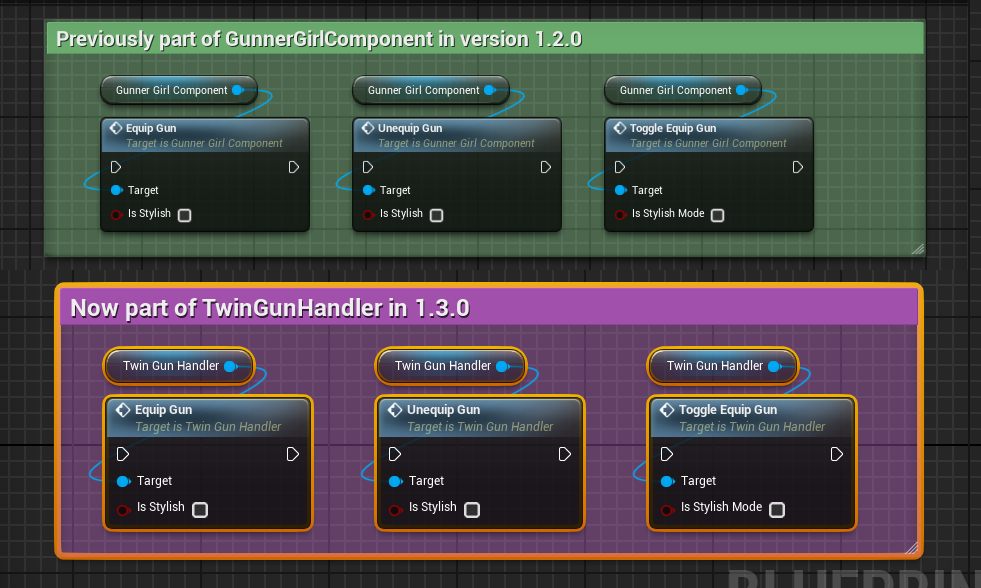 Previously part of GunnerGirlComponent in version 1.2.0
Gunner Girl Component
Gunner Girl Component
Gunner Girl Component
Equip Gun
Target is Gunner Girl Component
Target
Is Stylish
Unequip Gun
Target is Gunner Girl Component
Target
Is Stylish
Toggle Equip Gun
Target is Gunner Girl Component
Target
Is Stylish Mode
Now part of TwinGunHandler in 1.3.0
Twin Gun Handler
Twin Gun Handler
Twin Gun Handler
Equip Gun
Target is Twin Gun Handler
Target
Is Stylish
Unequip Gun
Target is Twin Gun Handler
Target
Is Stylish
Toggle Equip Gun
Target is Twin Gun Handler
Target
Is Stylish Mode